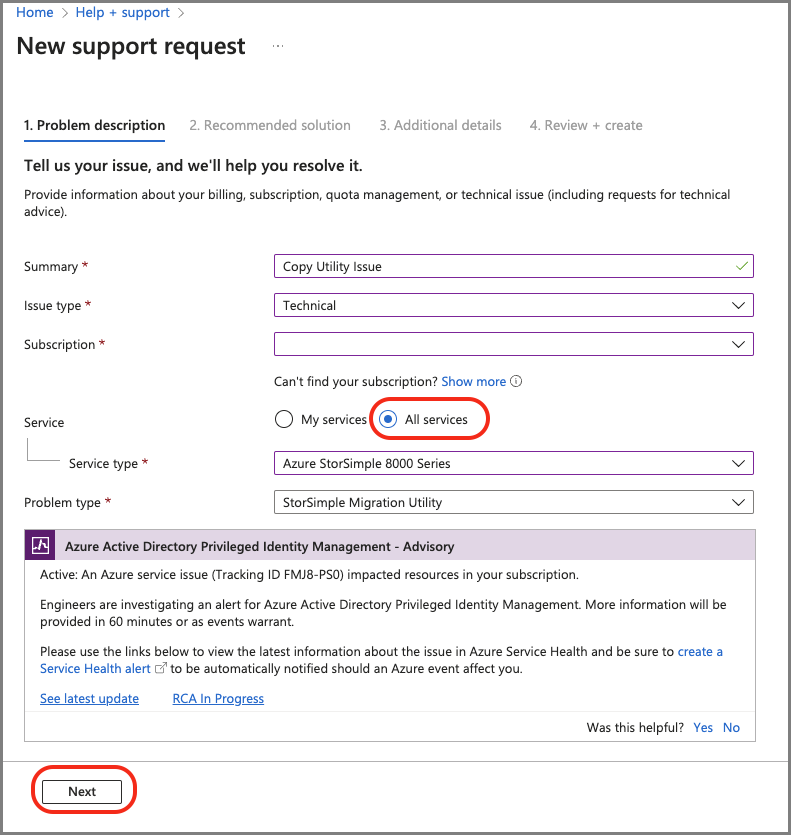 Home > Help + support >
New support request ...
1. Problem description 2. Recommended solution 3. Additional details 4. Review + create
Tell us your issue, and we'll help you resolve it.
Provide information about your billing, subscription, quota management, or technical issue (including requests for technical
advice).
Summary * Copy Utility Issue
Issue type * Technical
Subscription *
Can't find your subscription? Show more
Service My services All services
Service type * Azure StorSimple 8000 Series
Problem type * StorSimple Migration Utility
Azure Active Directory Privileged Identity Management - Advisory
Active: An Azure service issue (Tracking ID FMJ8-PS0) impacted resources in your subscription.
Engineers are investigating an alert for Azure Active Directory Privileged Identity Management. More information will be
provided in 60 minutes or as events warrant.
Please use the links below to view the latest information about the issue in Azure Service Health and be sure to create a
Service Health alert to be automatically notified should an Azure event affect you.
See latest update RCA In Progress
Was this helpful? Yes No
Next